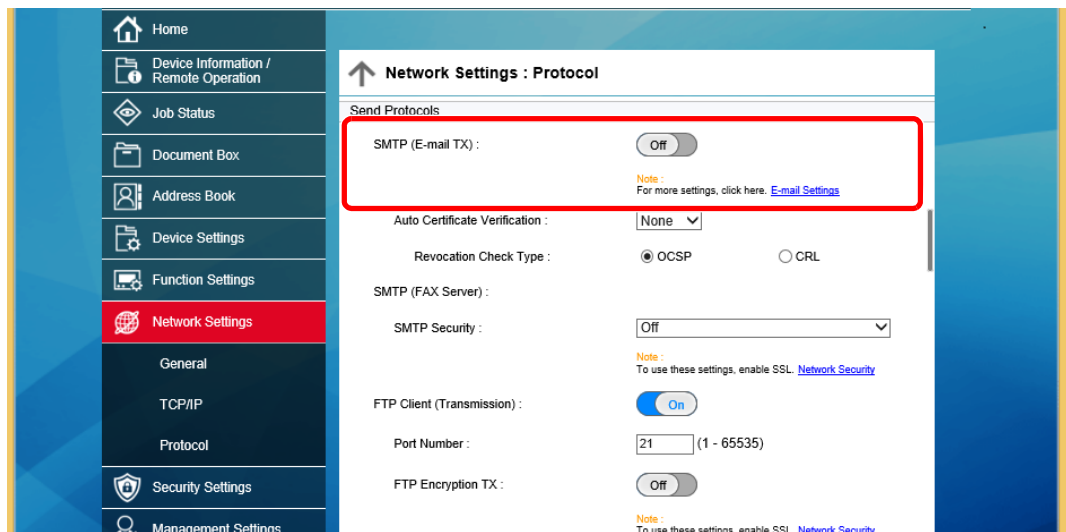 Home
Device Information /
Remote Operation
Job Status
Document Box
Address Book
Device Settings
Function Settings
Network Settings
General
TCP/IP
Protocol
Security Settings
Management Settings
Network Settings : Protocol
Send Protocols
SMTP (E-mail TX) :
Off
Note :
For more settings, click here. E-mail Settings
Auto Certificate Verification :
None
Revocation Check Type :
OCSP
CRL
SMTP (FAX Server) :
SMTP Security :
Off
Note :
To use these settings, enable SSL. Network Security
FTP Client (Transmission) :
On
Port Number :
21 (1 - 65535)
FTP Encryption TX :
Off
Note :
To use these settings, enable SSL. Network Security